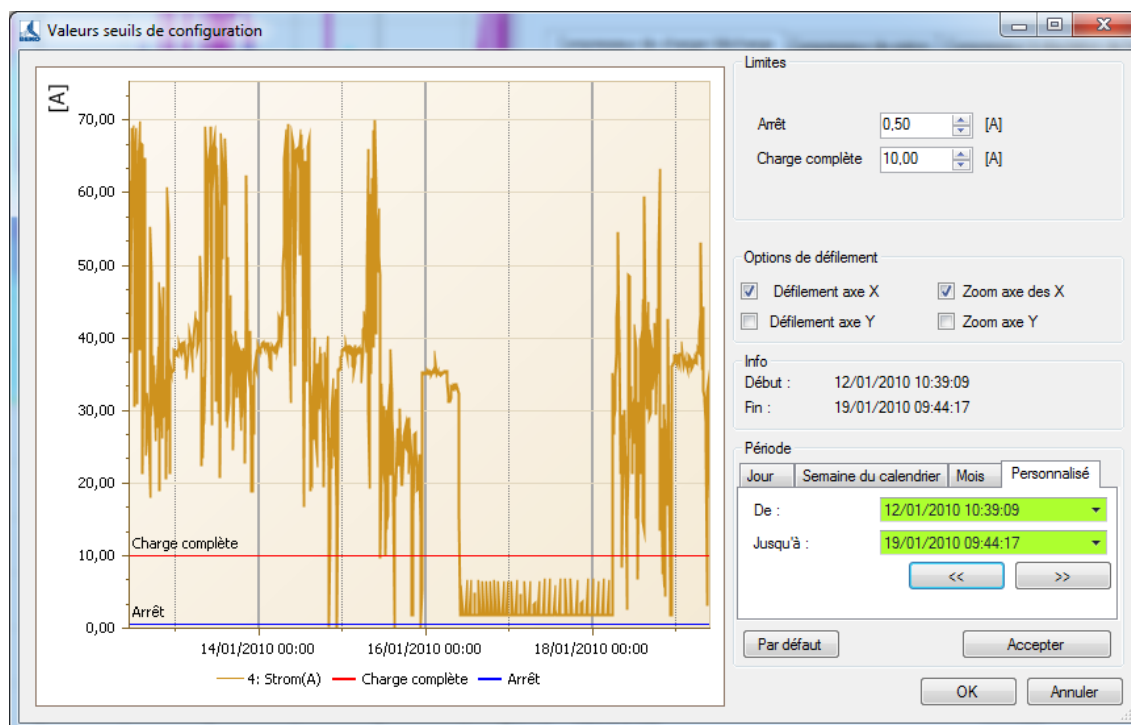 Valeurs seuils de configuration
[A]
70,00
60,00
50,00
40,00
30,00
20,00
10,00
0,00
Charge complète
Arrêt
14/01/2010 00:00
16/01/2010 00:00
18/01/2010 00:00
4: Strom(A)
Charge complète
Arrêt
Limites
Arrêt 0,50 [A]
Charge complète 10,00 [A]
Options de défilement
Défilement axe X Zoom axe des X
Défilement axe Y Zoom axe Y
Info
Début : 12/01/2010 10:39:09
Fin : 19/01/2010 09:44:17
Période
Jour Semaine du calendrier Mois Personnalisé
De : 12/01/2010 10:39:09
Jusqu'à : 19/01/2010 09:44:17
<< >>
Par défaut Accepter
OK Annuler